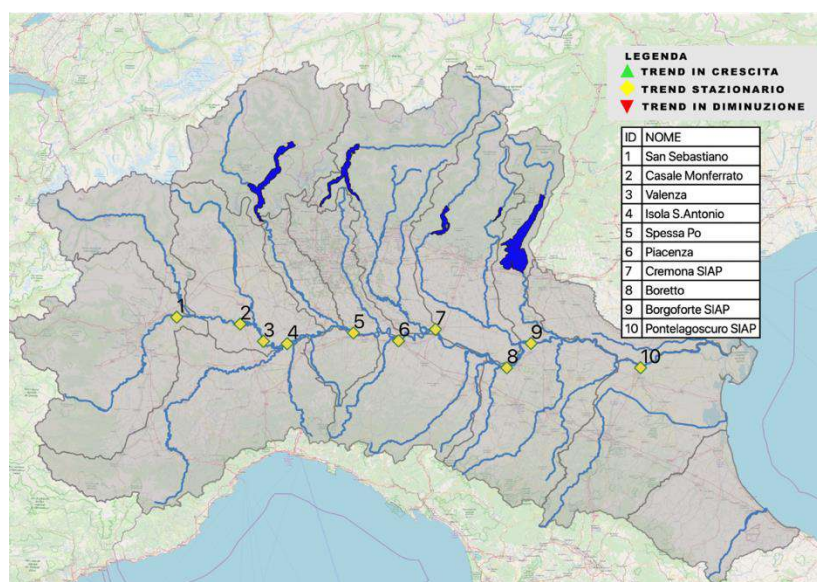 LEGENDA
TREND IN CRESCITA
TREND STAZIONARIO
TREND IN DIMINUZIONE
ID NOME
1 San Sebastiano
2 Casale Monferrato
3 Valenza
4 Isola S.Antonio
5 Spessa Po
6 Piacenza
7 Cremona SIAP
8 Boretto
9 Borgoforte SIAP
10 Pontelagoscuro SIAP
1
2
3
4
5
6
7
8
9
10